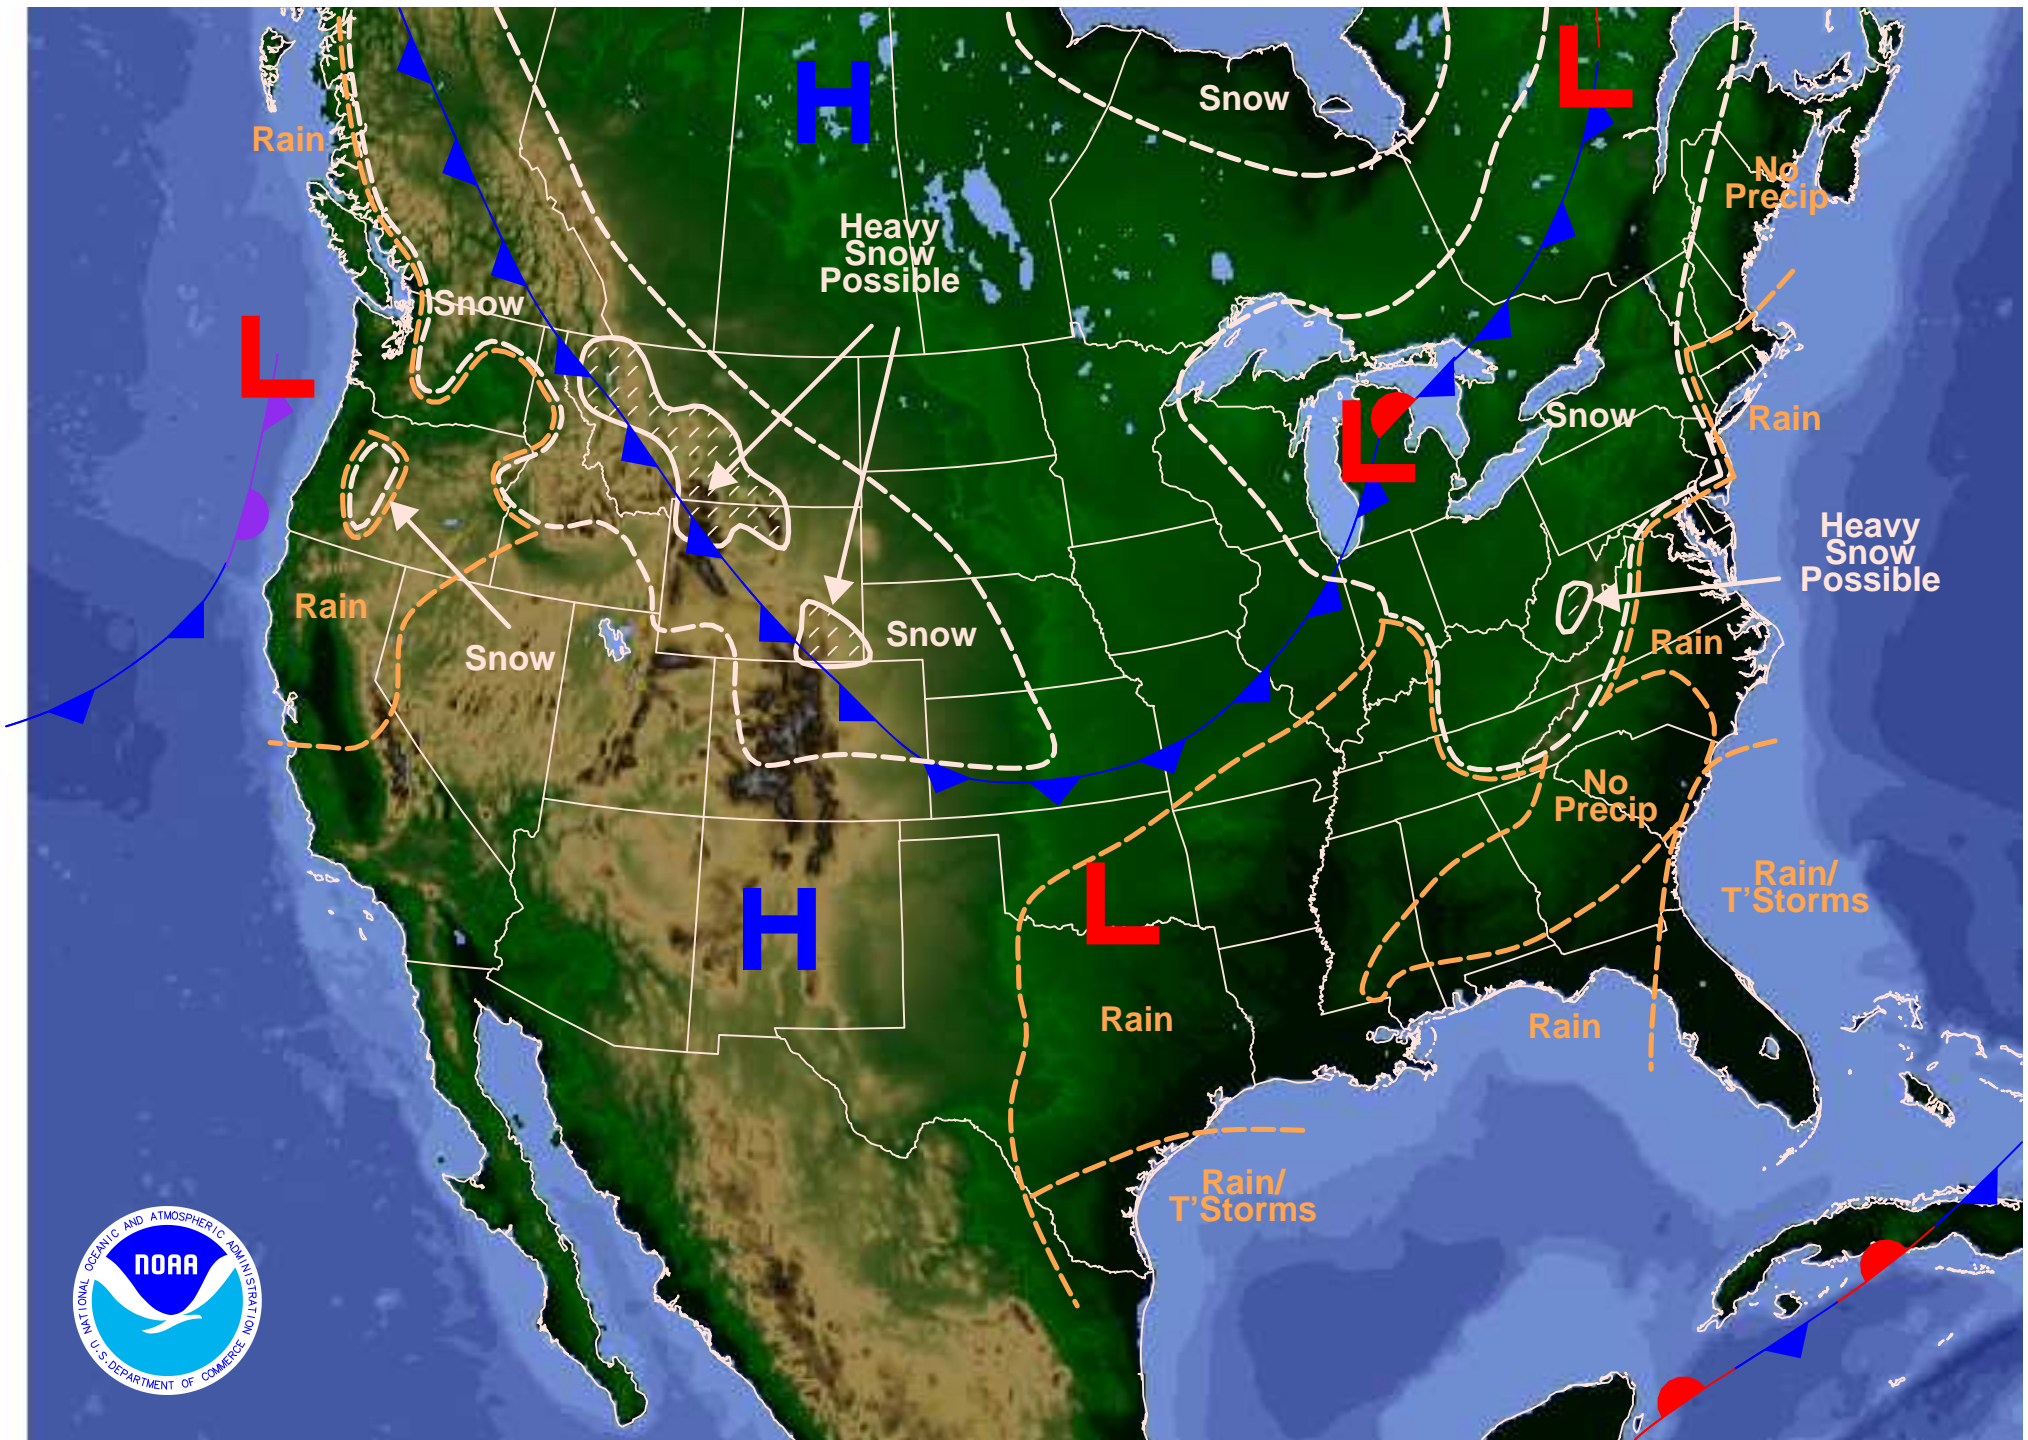 Snow
H
L
Rain
No
Precip
Heavy
Snow
Possible
Snow
L
L
Snow
Rain
Heavy
Snow
Possible
Rain
Snow
Snow
Rain
No
Precip
L
H
Rain/
T'Storms
Rain
Rain
Rain/
T'Storms
NATIONAL OCEANIC AND ATMOSPHERIC ADMINISTRATION
NOAA
U.S. DEPARTMENT OF COMMERCE